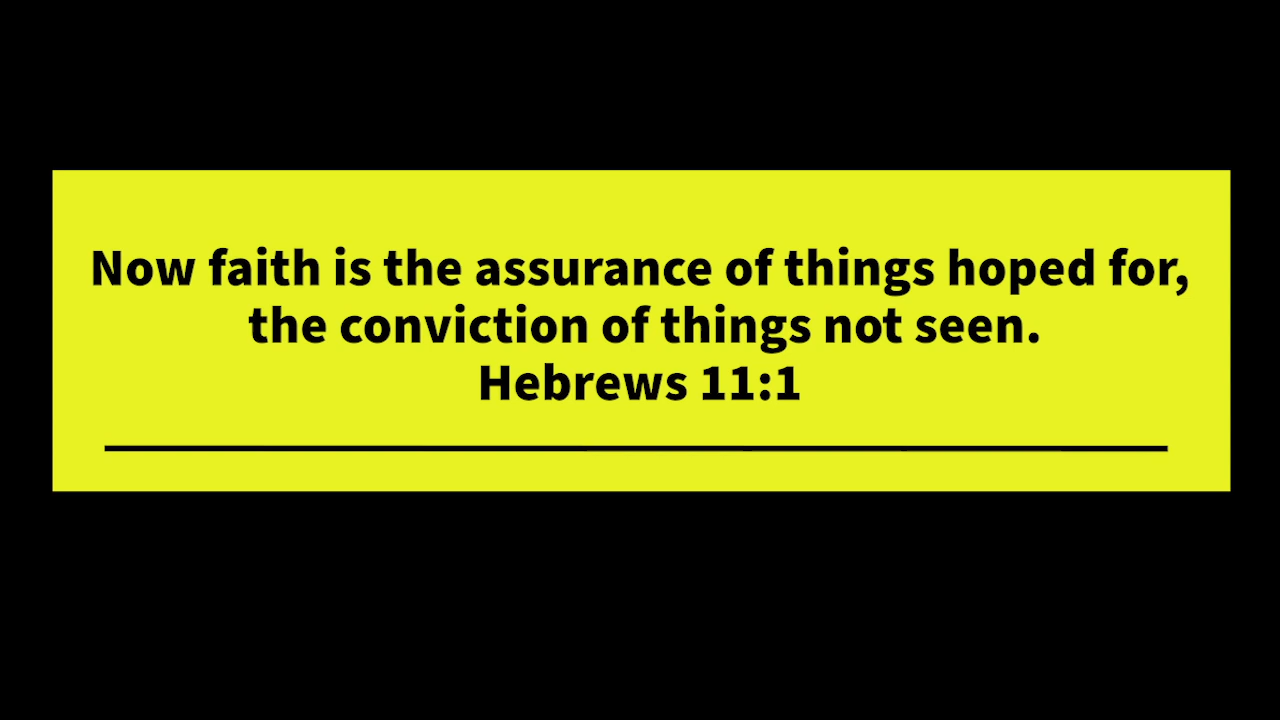 Now faith is the assurance of things hoped for,
the conviction of things not seen.
Hebrews 11:1